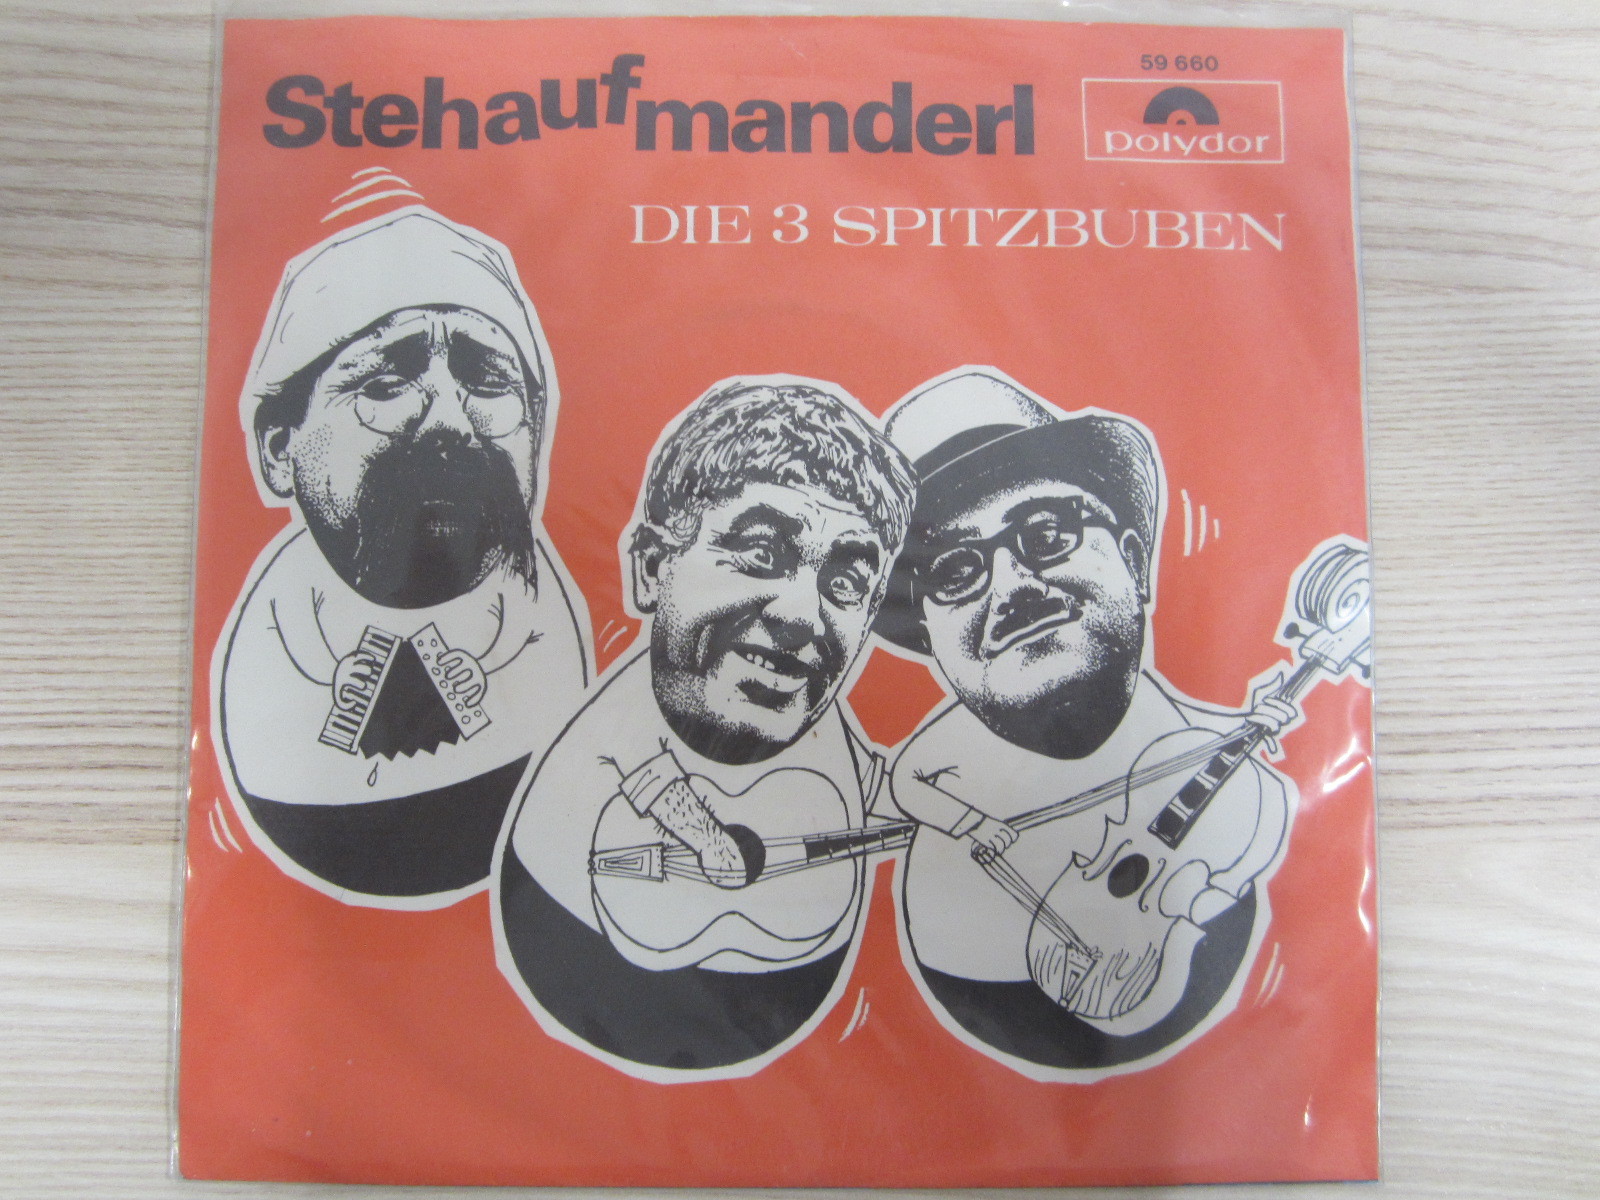 59 660
Stehaufmanderl
polydor
DIE 3 SPITZBUBEN